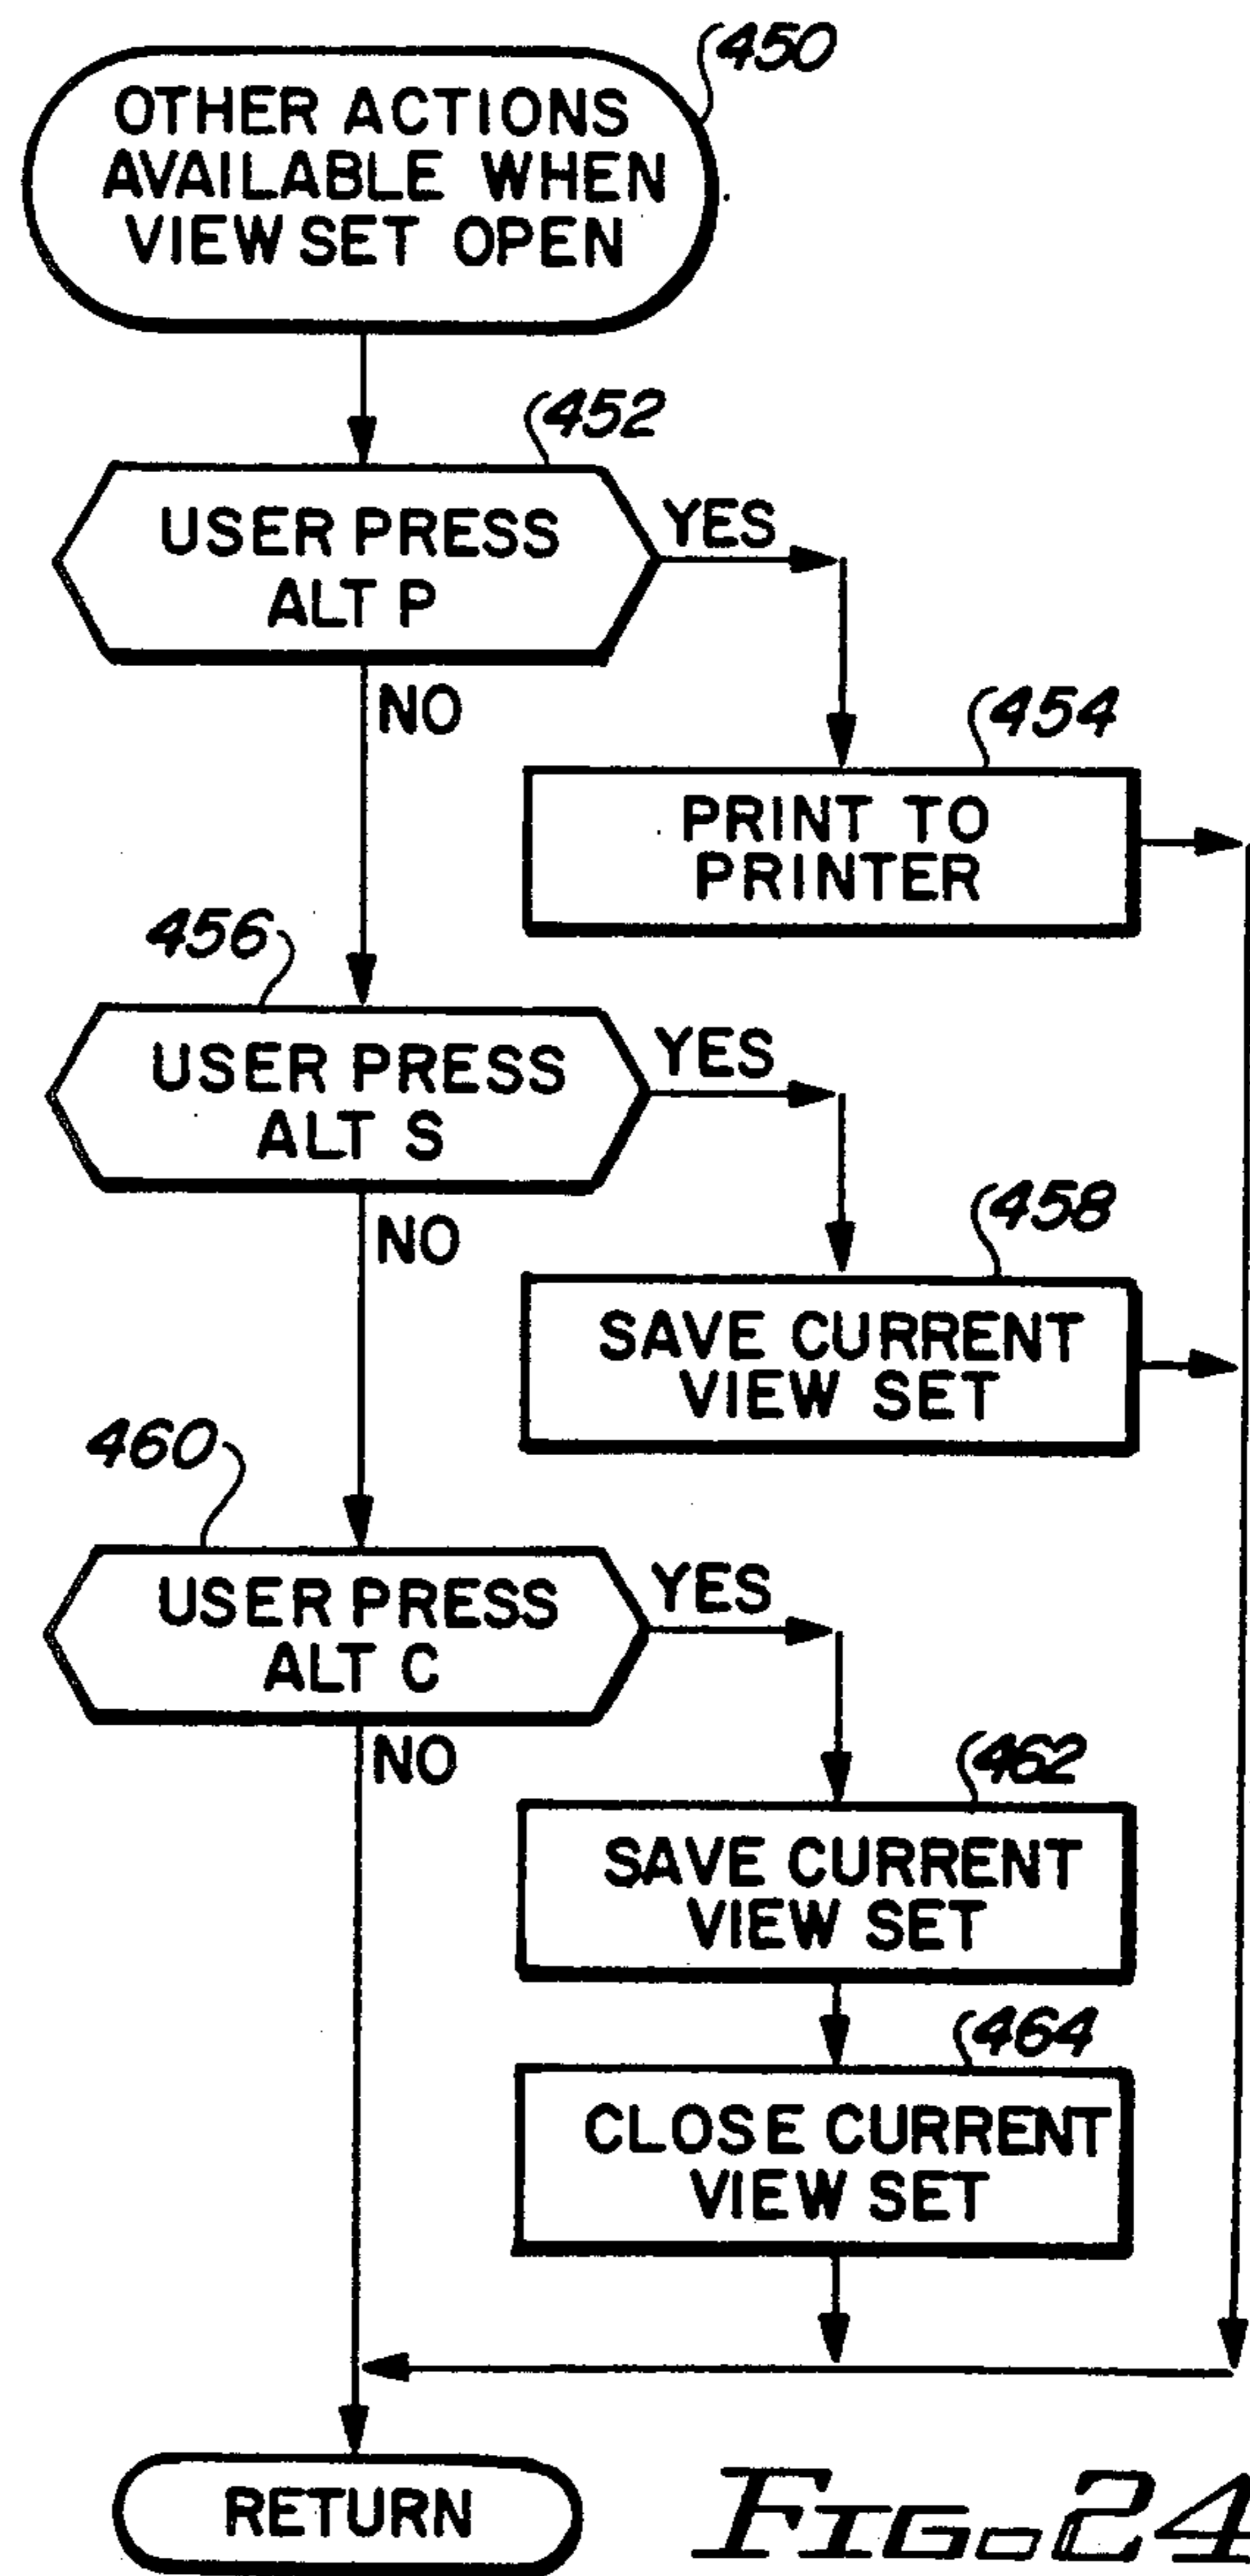 450
OTHER ACTIONS
AVAILABLE WHEN
VIEW SET OPEN
452
USER PRESS
ALT P
YES
NO
454
PRINT TO
PRINTER
456
USER PRESS
ALT S
YES
NO
458
SAVE CURRENT
VIEW SET
460
USER PRESS
ALT C
YES
NO
462
SAVE CURRENT
VIEW SET
464
CLOSE CURRENT
VIEW SET
RETURN
FIG. 24